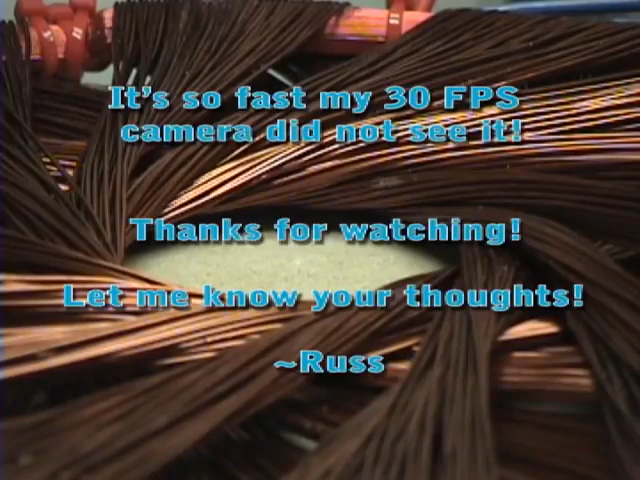 It's so fast my 30 FPS
camera did not see it!
Thanks for watching!
Let me know your thoughts!
~Russ